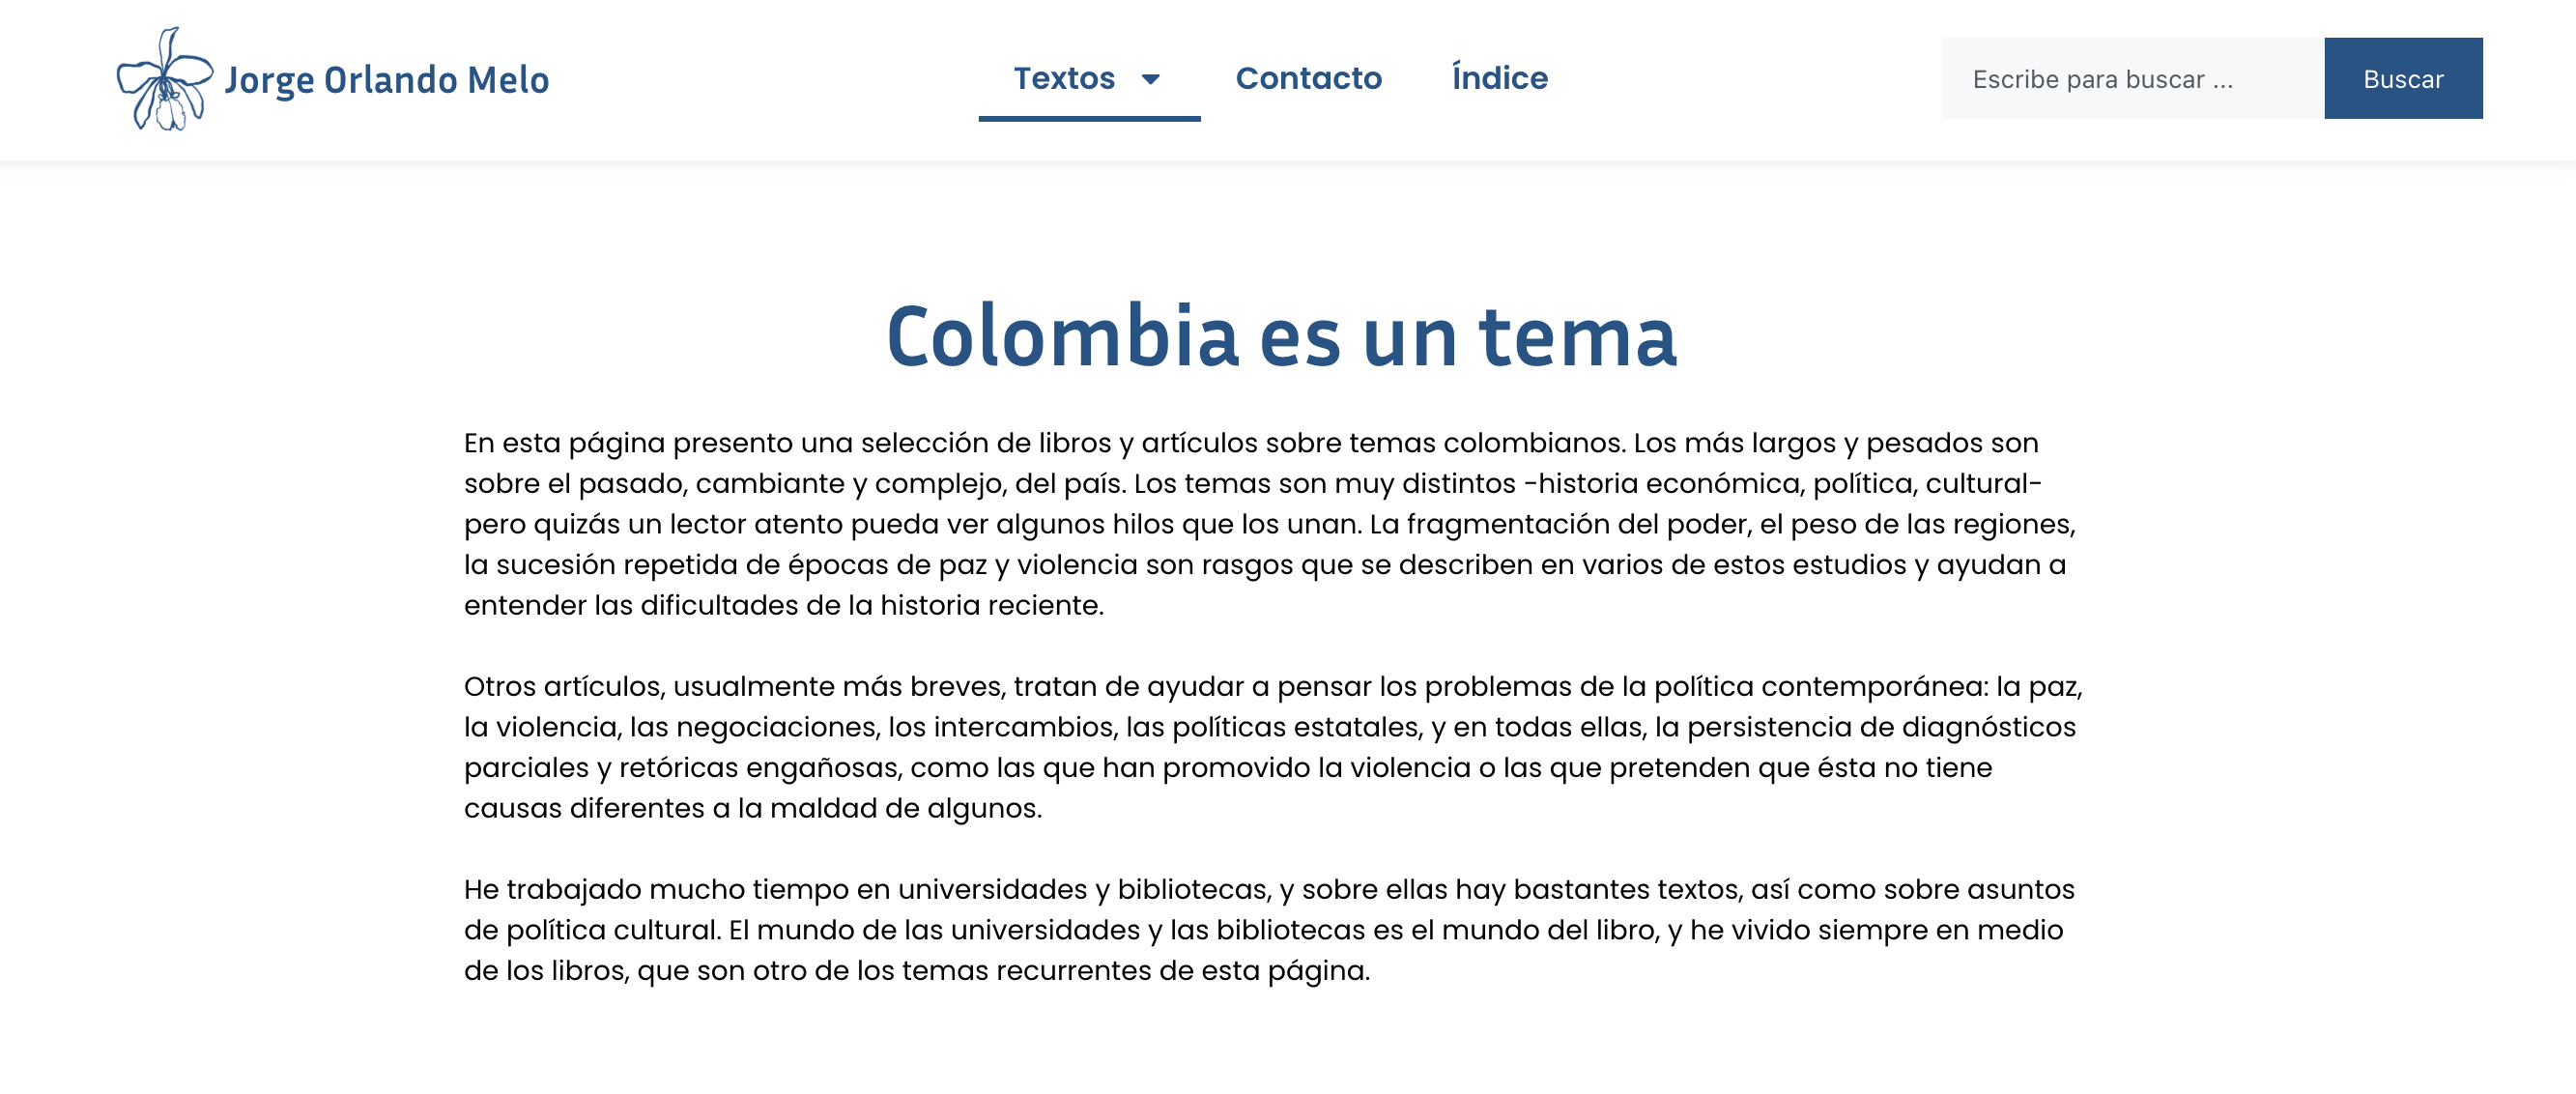 Jorge Orlando Melo
Textos
Contacto
Índice
Escribe para buscar ...
Buscar
Colombia es un tema
En esta página presento una selección de libros y artículos sobre temas colombianos. Los más largos y pesados son
sobre el pasado, cambiante y complejo, del país. Los temas son muy distintos -historia económica, política, cultural-
pero quizás un lector atento pueda ver algunos hilos que los unan. La fragmentación del poder, el peso de las regiones,
la sucesión repetida de épocas de paz y violencia son rasgos que se describen en varios de estos estudios y ayudan a
entender las dificultades de la historia reciente.
Otros artículos, usualmente más breves, tratan de ayudar a pensar los problemas de la política contemporánea: la paz,
la violencia, las negociaciones, los intercambios, las políticas estatales, y en todas ellas, la persistencia de diagnósticos
parciales y retóricas engañosas, como las que han promovido la violencia o las que pretenden que ésta no tiene
causas diferentes a la maldad de algunos.
He trabajado mucho tiempo en universidades y bibliotecas, y sobre ellas hay bastantes textos, así como sobre asuntos
de política cultural. El mundo de las universidades y las bibliotecas es el mundo del libro, y he vivido siempre en medio
de los libros, que son otro de los temas recurrentes de esta página.